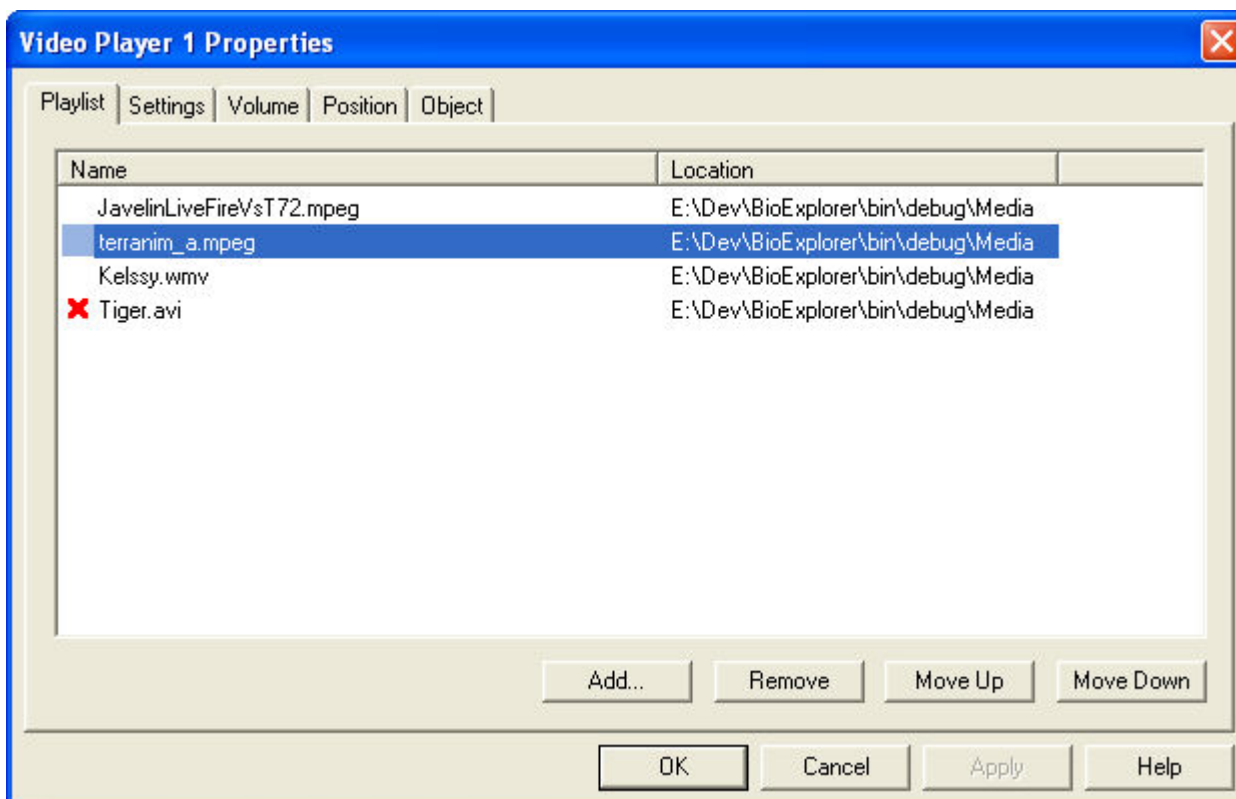 Video Player 1 Properties
Playlist Settings Volume Position Object
Name Location
JavelinLiveFireVsT72.mpeg E:\Dev\BioExplorer\bin\debug\Media
terranim_a.mpeg E:\Dev\BioExplorer\bin\debug\Media
Kelssy.wmv E:\Dev\BioExplorer\bin\debug\Media
Tiger.avi E:\Dev\BioExplorer\bin\debug\Media
Add... Remove Move Up Move Down
OK Cancel Apply Help